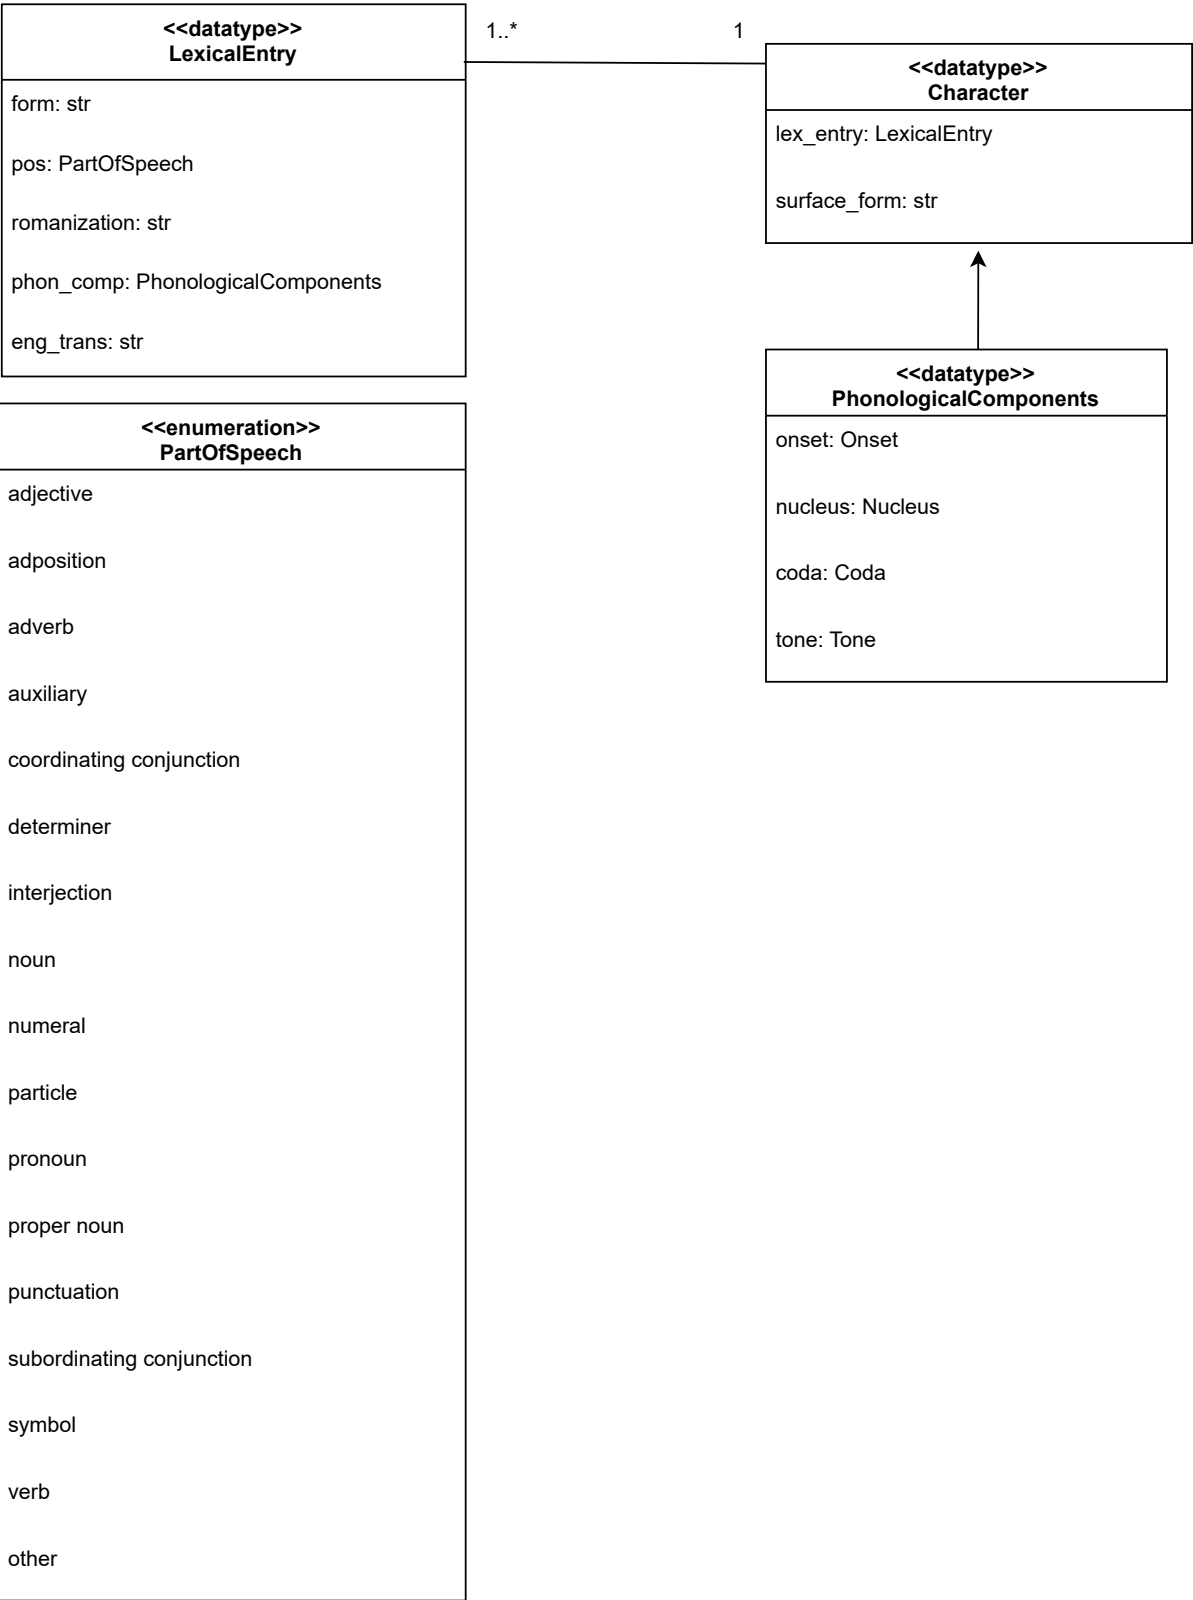 <<datatype>>
LexicalEntry
form: str
pos: PartOfSpeech
romanization: str
phon_comp: PhonologicalComponents
eng_trans: str
1..*
1
<<datatype>>
Character
lex_entry: LexicalEntry
surface_form: str
<<datatype>>
PhonologicalComponents
onset: Onset
nucleus: Nucleus
coda: Coda
tone: Tone
<<enumeration>>
PartOfSpeech
adjective
adposition
adverb
auxiliary
coordinating conjunction
determiner
interjection
noun
numeral
particle
pronoun
proper noun
punctuation
subordinating conjunction
symbol
verb
other